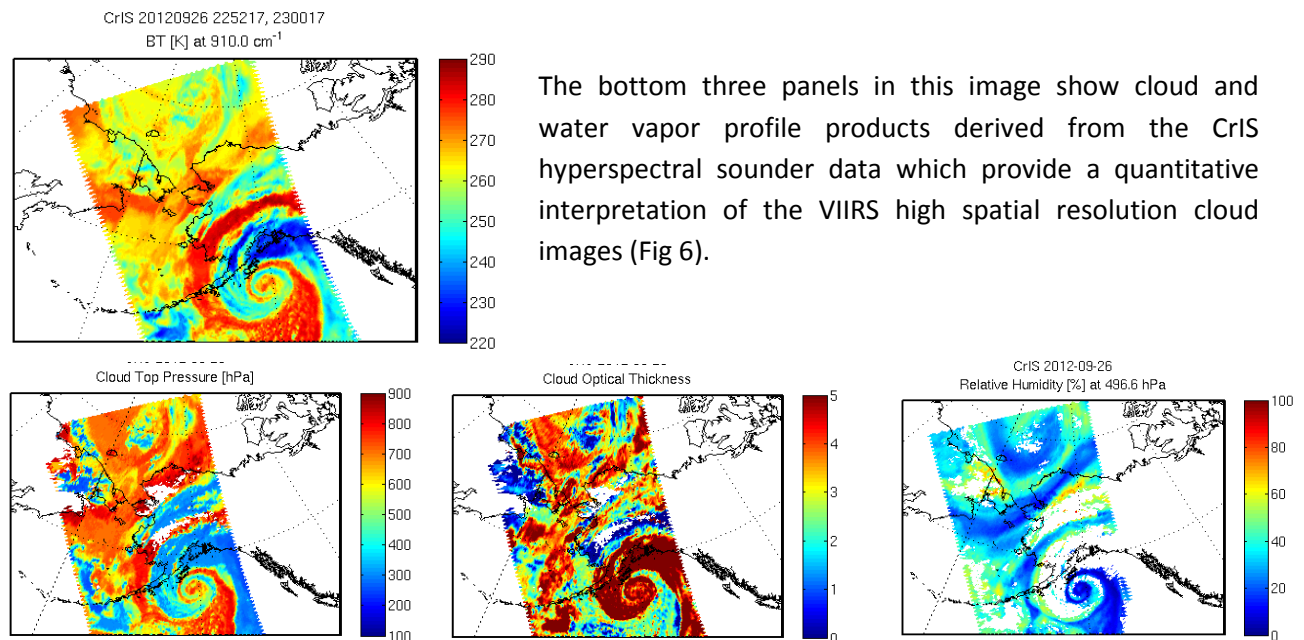 CrIS 20120926 225217, 230017
BT [K] at 910.0 cm⁻¹
290
280
270
260
250
240
230
220
The bottom three panels in this image show cloud and
water vapor profile products derived from the CrIS
hyperspectral sounder data which provide a quantitative
interpretation of the VIIRS high spatial resolution cloud
images (Fig 6).
Cloud Top Pressure [hPa]
900
800
700
600
500
400
300
200
100
Cloud Optical Thickness
5
4
3
2
1
0
CrIS 2012-09-26
Relative Humidity [%] at 496.6 hPa
100
80
60
40
20
0